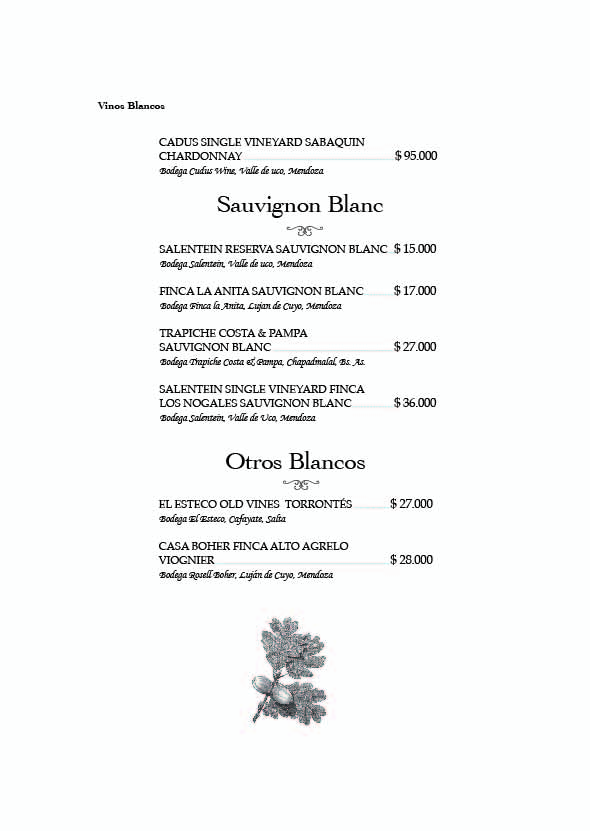 Vinos Blancos
CADUS SINGLE VINEYARD SABAQUIN
CHARDONNAY $ 95.000
Bodega Cudus Wine, Valle de uco, Mendoza
Sauvignon Blanc
SALENTEIN RESERVA SAUVIGNON BLANC $ 15.000
Bodega Salentein, Valle de uco, Mendoza
FINCA LA ANITA SAUVIGNON BLANC $ 17.000
Bodega Finca la Anita, Lujan de Cuyo, Mendoza
TRAPICHE COSTA & PAMPA
SAUVIGNON BLANC $ 27.000
Bodega Trapiche Costa & Pampa, Chapadmalal, Bs. As.
SALENTEIN SINGLE VINEYARD FINCA
LOS NOGALES SAUVIGNON BLANC $ 36.000
Bodega Salentein, Valle de Uco, Mendoza
Otros Blancos
EL ESTECO OLD VINES TORRONTÉS $ 27.000
Bodega El Esteco, Cafayate, Salta
CASA BOHER FINCA ALTO AGRELO
VIOGNIER $ 28.000
Bodega Rosell Boher, Luján de Cuyo, Mendoza